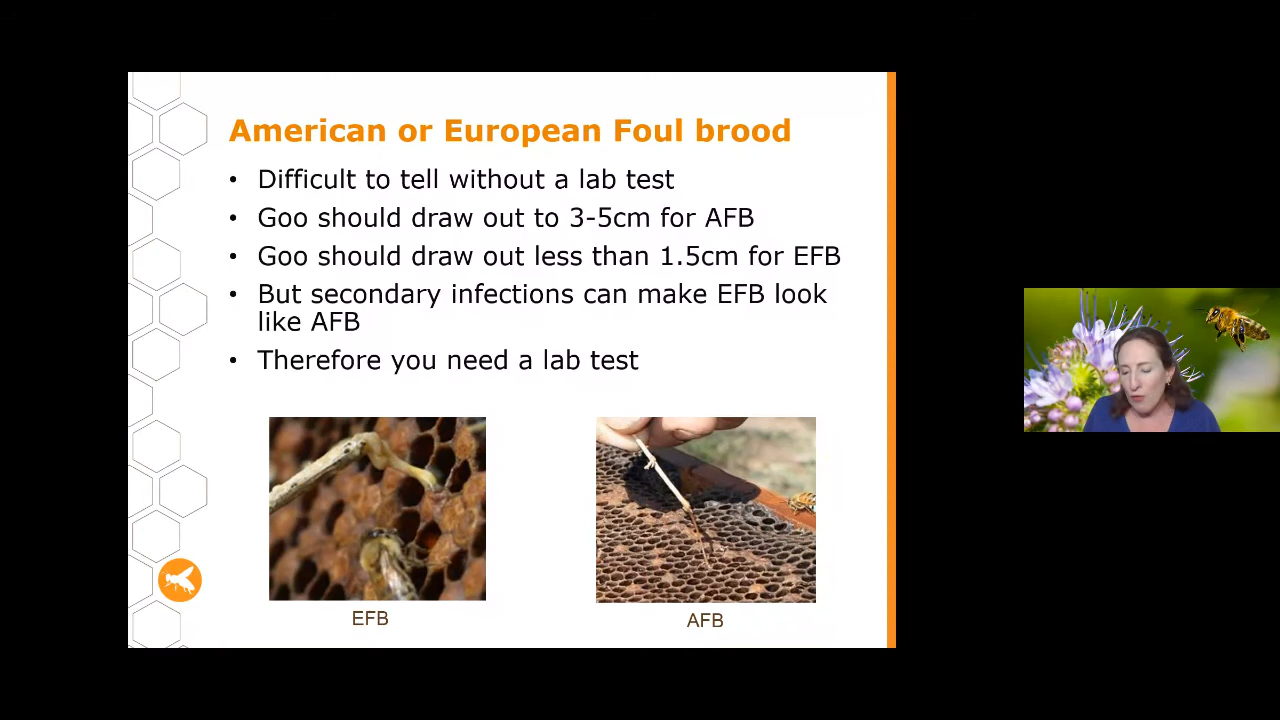 American or European Foul brood
• Difficult to tell without a lab test
• Goo should draw out to 3-5cm for AFB
• Goo should draw out less than 1.5cm for EFB
• But secondary infections can make EFB look
like AFB
• Therefore you need a lab test
EFB
AFB